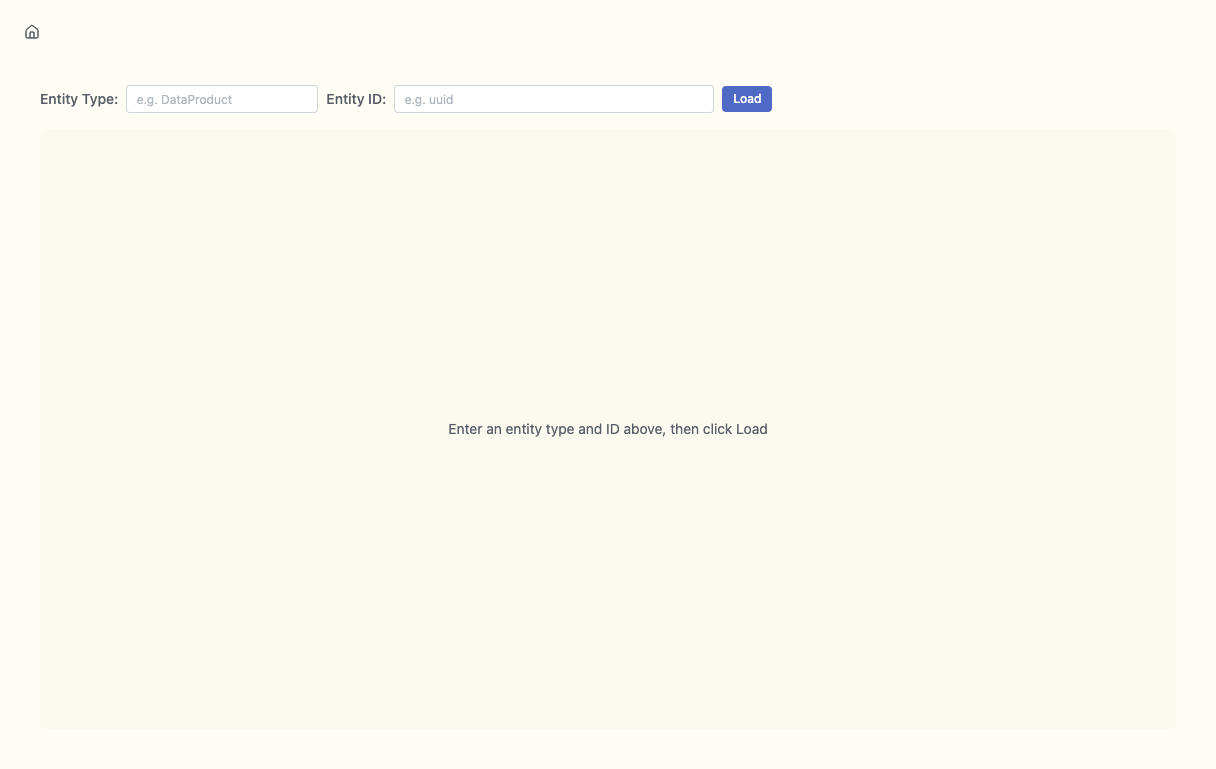 Entity Type: e.g. DataProduct Entity ID: e.g. uuid Load
Enter an entity type and ID above, then click Load